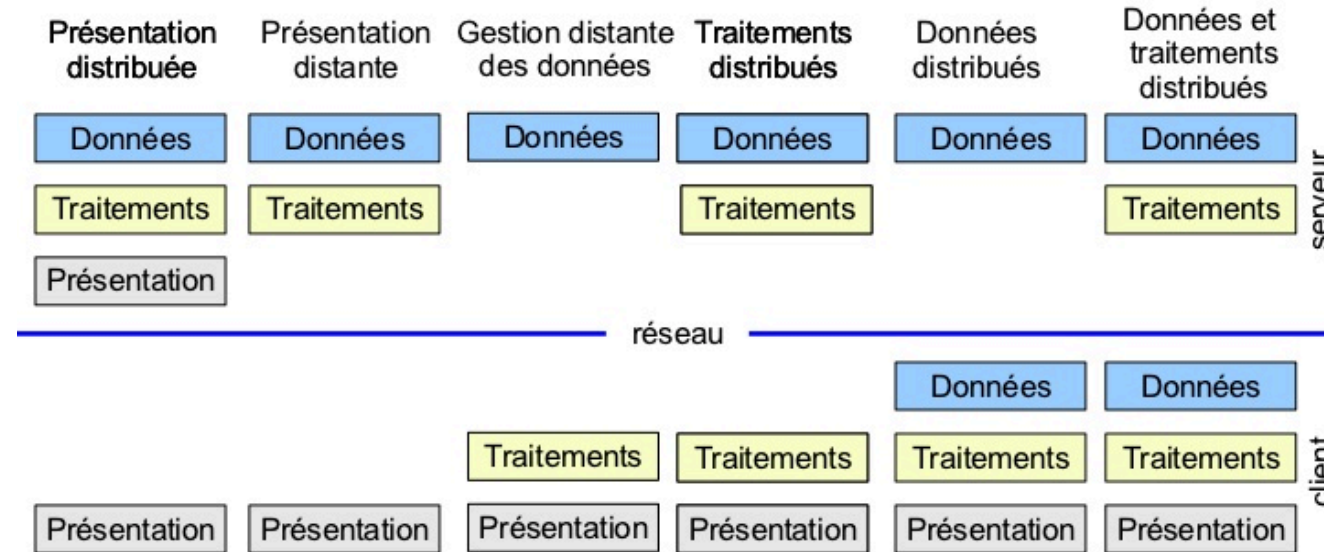 Présentation distribuée
Présentation distante
Gestion distante des données
Traitements distribués
Données distribués
Données et traitements distribués
Données Données Données Données Données Données
Traitements Traitements Traitements Traitements
Présentation
serveur
réseau
Données Données
Traitements Traitements Traitements Traitements
Présentation Présentation Présentation Présentation Présentation Présentation
client